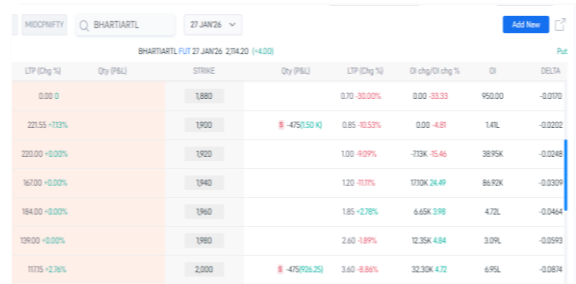 MIDCPNIFTY BHARTIARTL 27 JAN'26 Add New
BHARTIARTL FUT 27 JAN'26 2,114.20 (+4.00) Put
LTP (Chg %) Qty (P&L) STRIKE Qty (P&L) LTP (Chg %) OI chg/OI chg % OI DELTA
0.00 0 1,880 0.70 -30.00% 0.00 -33.33 950.00 -0.0170
221.55 +7.13% 1,900 S -475(1.50 K) 0.85 -10.53% 0.00 -4.81 1.41L -0.0202
220.00 +0.00% 1,920 1.00 -9.09% -7.13K -15.46 38.95K -0.0248
167.00 +0.00% 1,940 1.20 -11.11% 17.10K 24.49 86.92K -0.0309
184.00 +0.00% 1,960 1.85 +2.78% 6.65K 3.98 4.72L -0.0464
139.00 +0.00% 1,980 2.60 -1.89% 12.35K 4.84 3.09L -0.0593
117.15 +2.76% 2,000 S -475(926.25) 3.60 -8.86% 32.30K 4.72 6.95L -0.0874